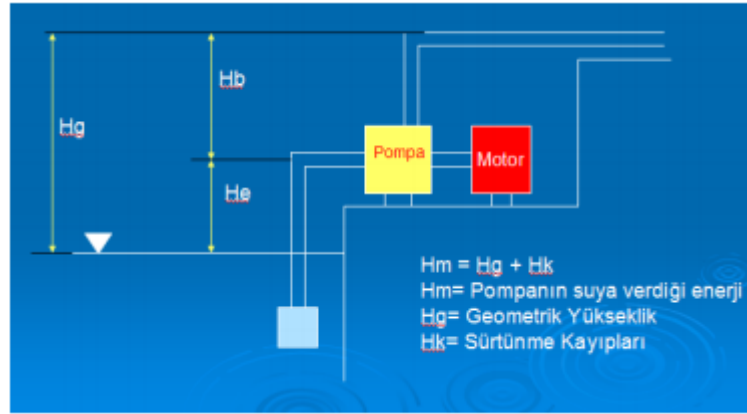 Hb
Hg
Pompa
Motor
He
Hm = Hg + Hk
Hm= Pompanın suya verdiği enerji
Hg= Geometrik Yükseklik
Hk= Sürtünme Kayıpları